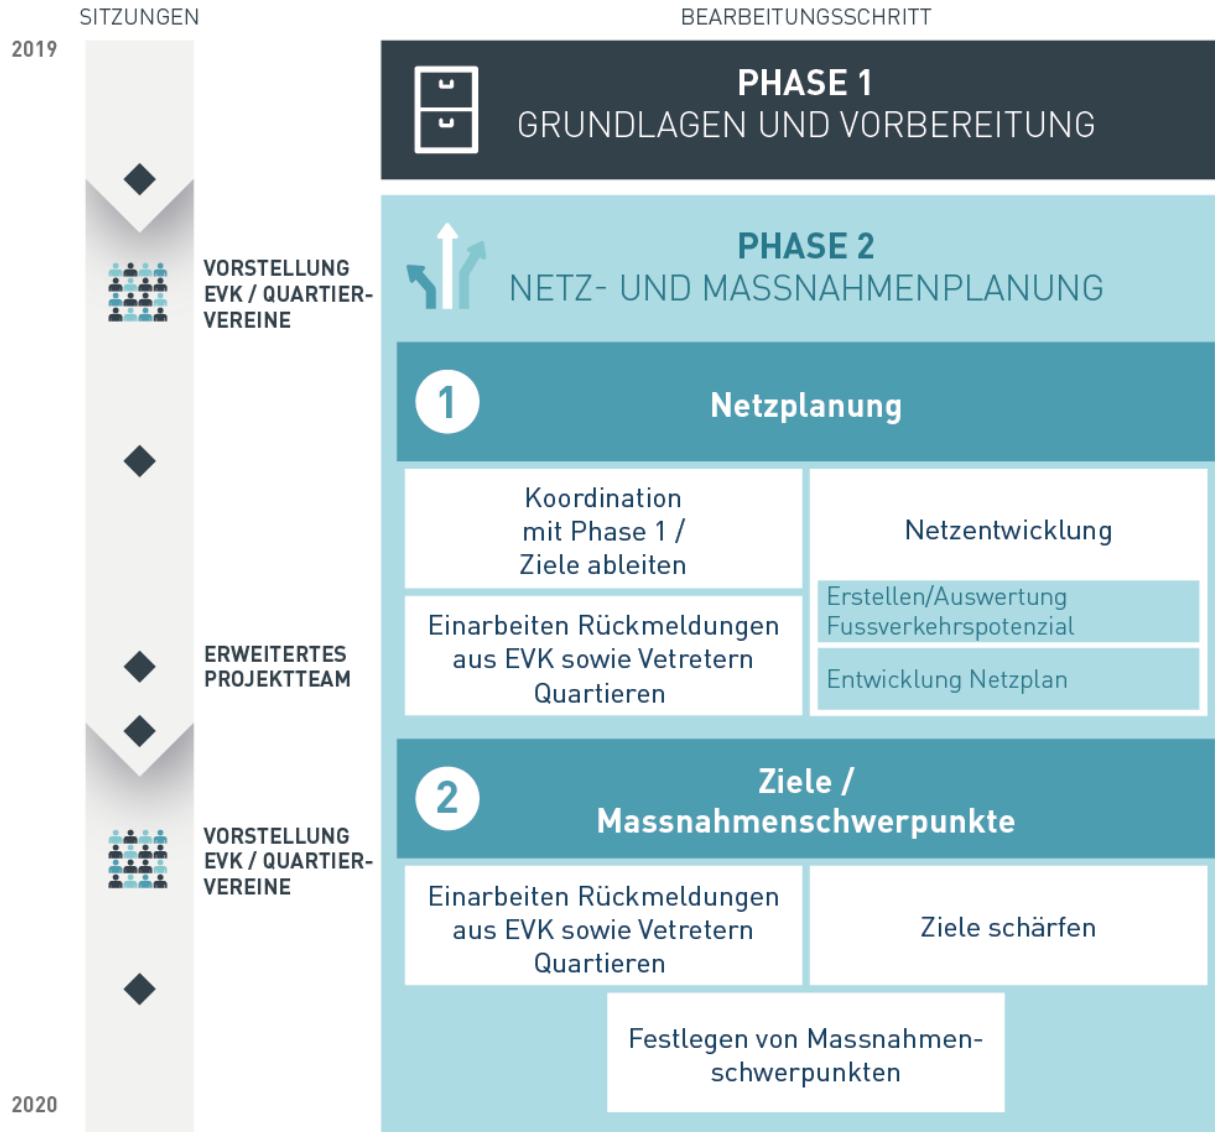 SITZUNGEN
BEARBEITUNGSSCHRITT
2019
PHASE 1
GRUNDLAGEN UND VORBEREITUNG
VORSTELLUNG
EVK / QUARTIER-
VEREINE
PHASE 2
NETZ- UND MASSNAHMENPLANUNG
1
Netzplanung
Koordination
mit Phase 1 /
Ziele ableiten
Netzentwicklung
Erstellen/Auswertung
Fussverkehrspotenzial
Einarbeiten Rückmeldungen
aus EVK sowie Vetretern
Quartieren
Entwicklung Netzplan
ERWEITERTES
PROJEKTTEAM
2
Ziele /
Massnahmenschwerpunkte
VORSTELLUNG
EVK / QUARTIER-
VEREINE
Einarbeiten Rückmeldungen
aus EVK sowie Vetretern
Quartieren
Ziele schärfen
Festlegen von Massnahmen-
schwerpunkten
2020